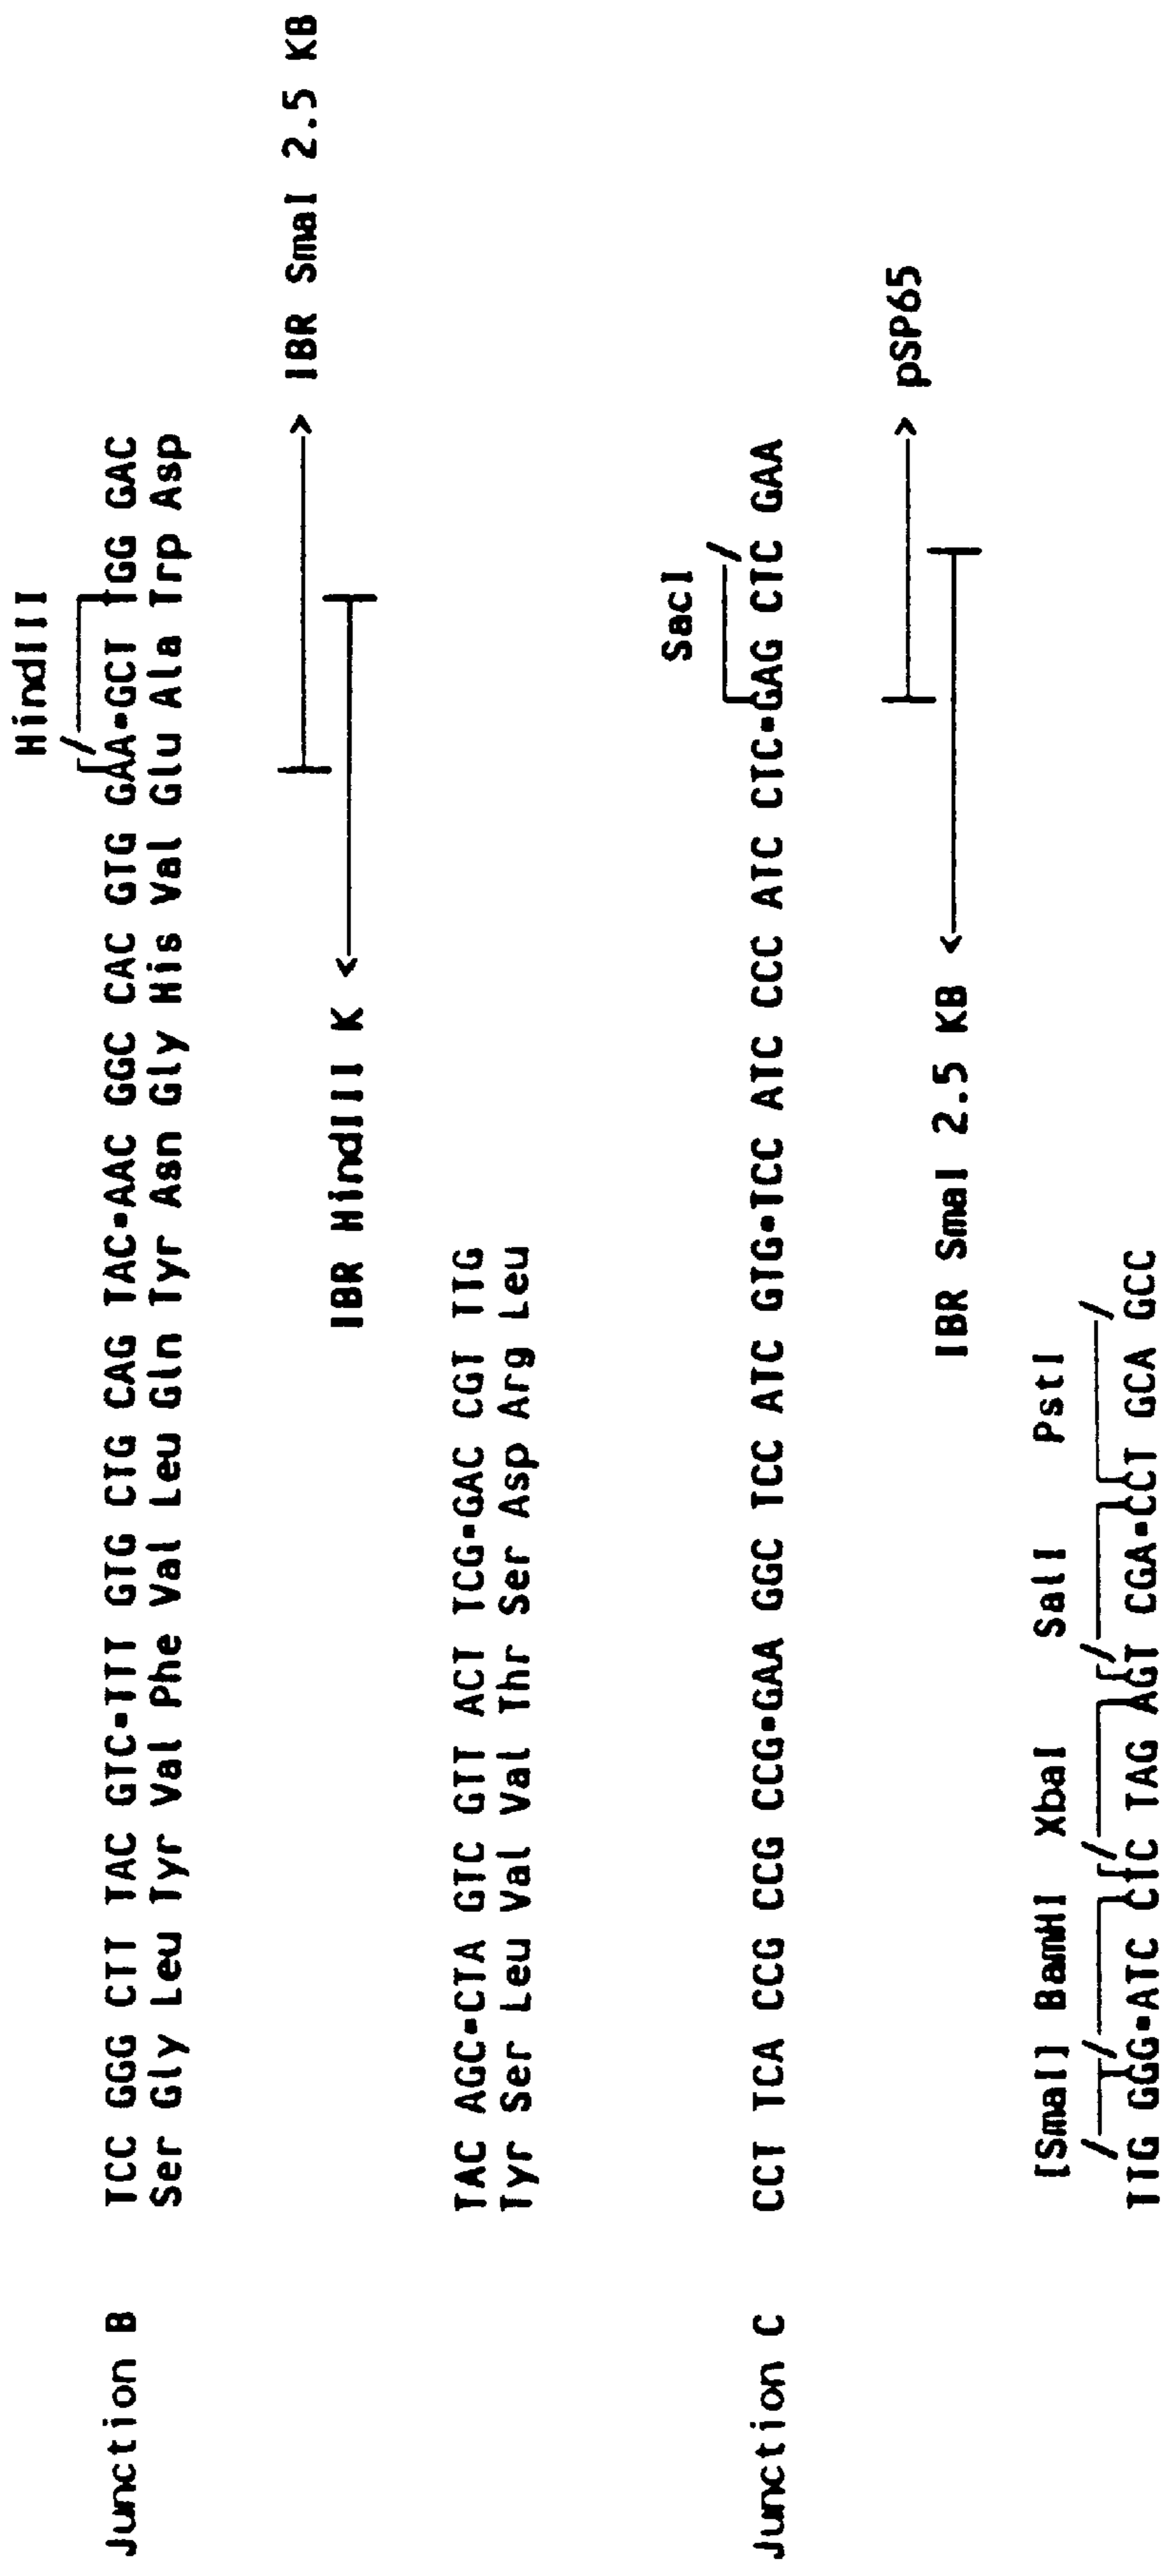 HindIII
Junction B TCC GGG CTT TAC GTC•TTT GTG CTG CAG TAC•AAC GGC CAC GTG GAA•GCT TGG GAC
Ser Gly Leu Tyr Val Phe Val Leu Gln Tyr Asn Gly His Val Glu Ala Trp Asp
> IBR SmaI 2.5 KB
IBR HindIII K <
TAC AGC•CTA GTC GTT ACT TCG•GAC CGT TTG
Tyr Ser Leu Val Val Thr Ser Asp Arg Leu
SacI
Junction C CCT TCA CCG CCG CCG•GAA GGC TCC ATC GTG•TCC ATC CCC ATC CTC•GAG CTC GAA
> pSP65
IBR SmaI 2.5 KB <
[SmaI] BamHI XbaI SalI PstI
TTG GGG•ATC CTC TAG AGT CGA•CCT GCA GCC